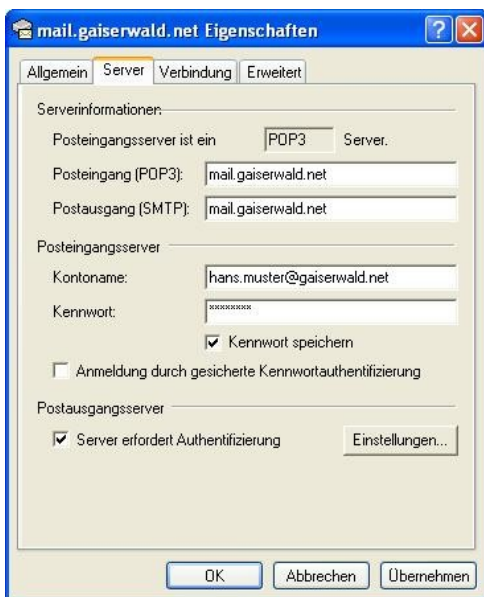 mail.gaiserwald.net Eigenschaften
Allgemein Server Verbindung Erweitert
Serverinformationen:
Posteingangsserver ist ein POP3 Server.
Posteingang (POP3): mail.gaiserwald.net
Postausgang (SMTP): mail.gaiserwald.net
Posteingangsserver
Kontoname: hans.muster@gaiserwald.net
Kennwort: ********
Kennwort speichern
Anmeldung durch gesicherte Kennwortauthentifizierung
Postausgangsserver
Server erfordert Authentifizierung Einstellungen...
OK Abbrechen Übernehmen